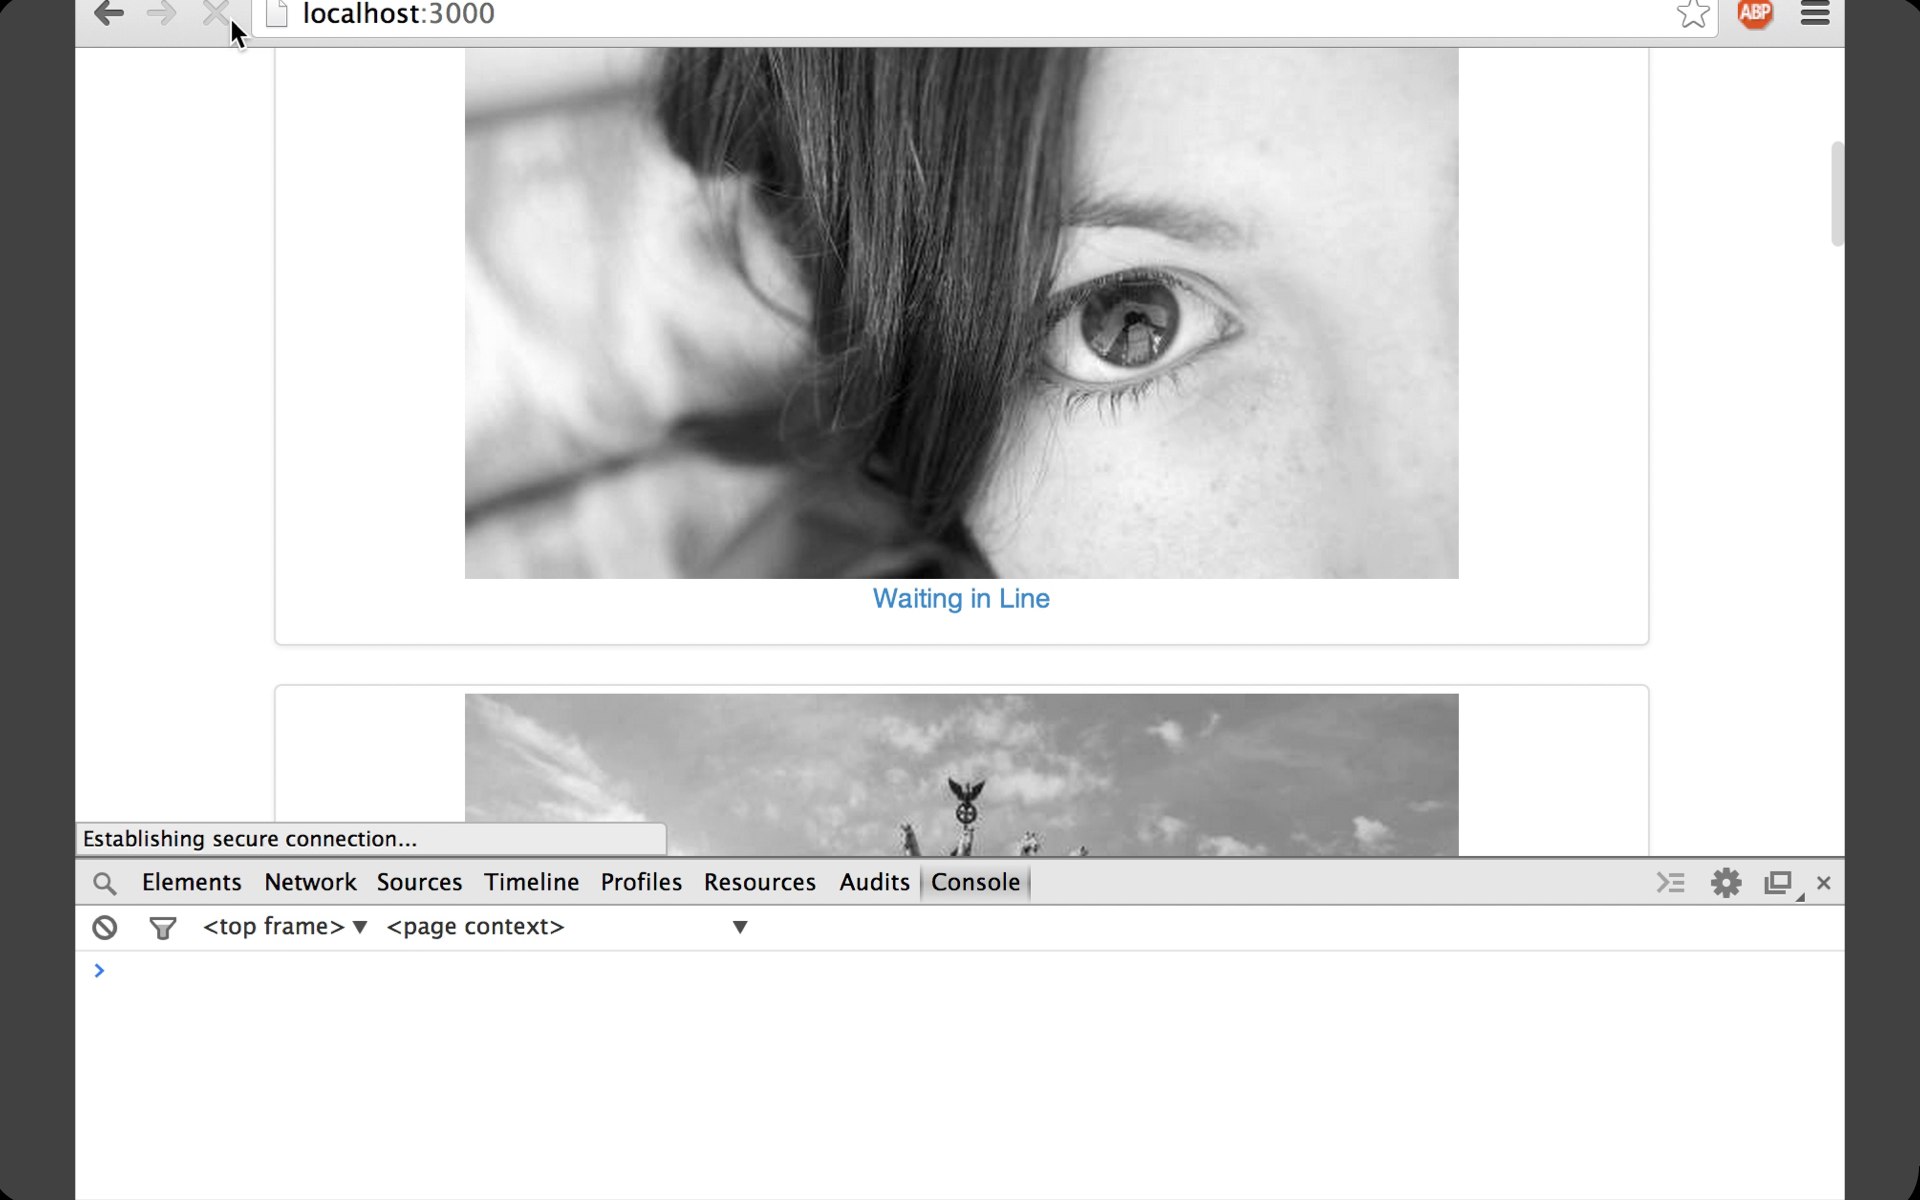 localhost:3000
ABP
Waiting in Line
Establishing secure connection...
Elements Network Sources Timeline Profiles Resources Audits Console
<top frame> <page context>